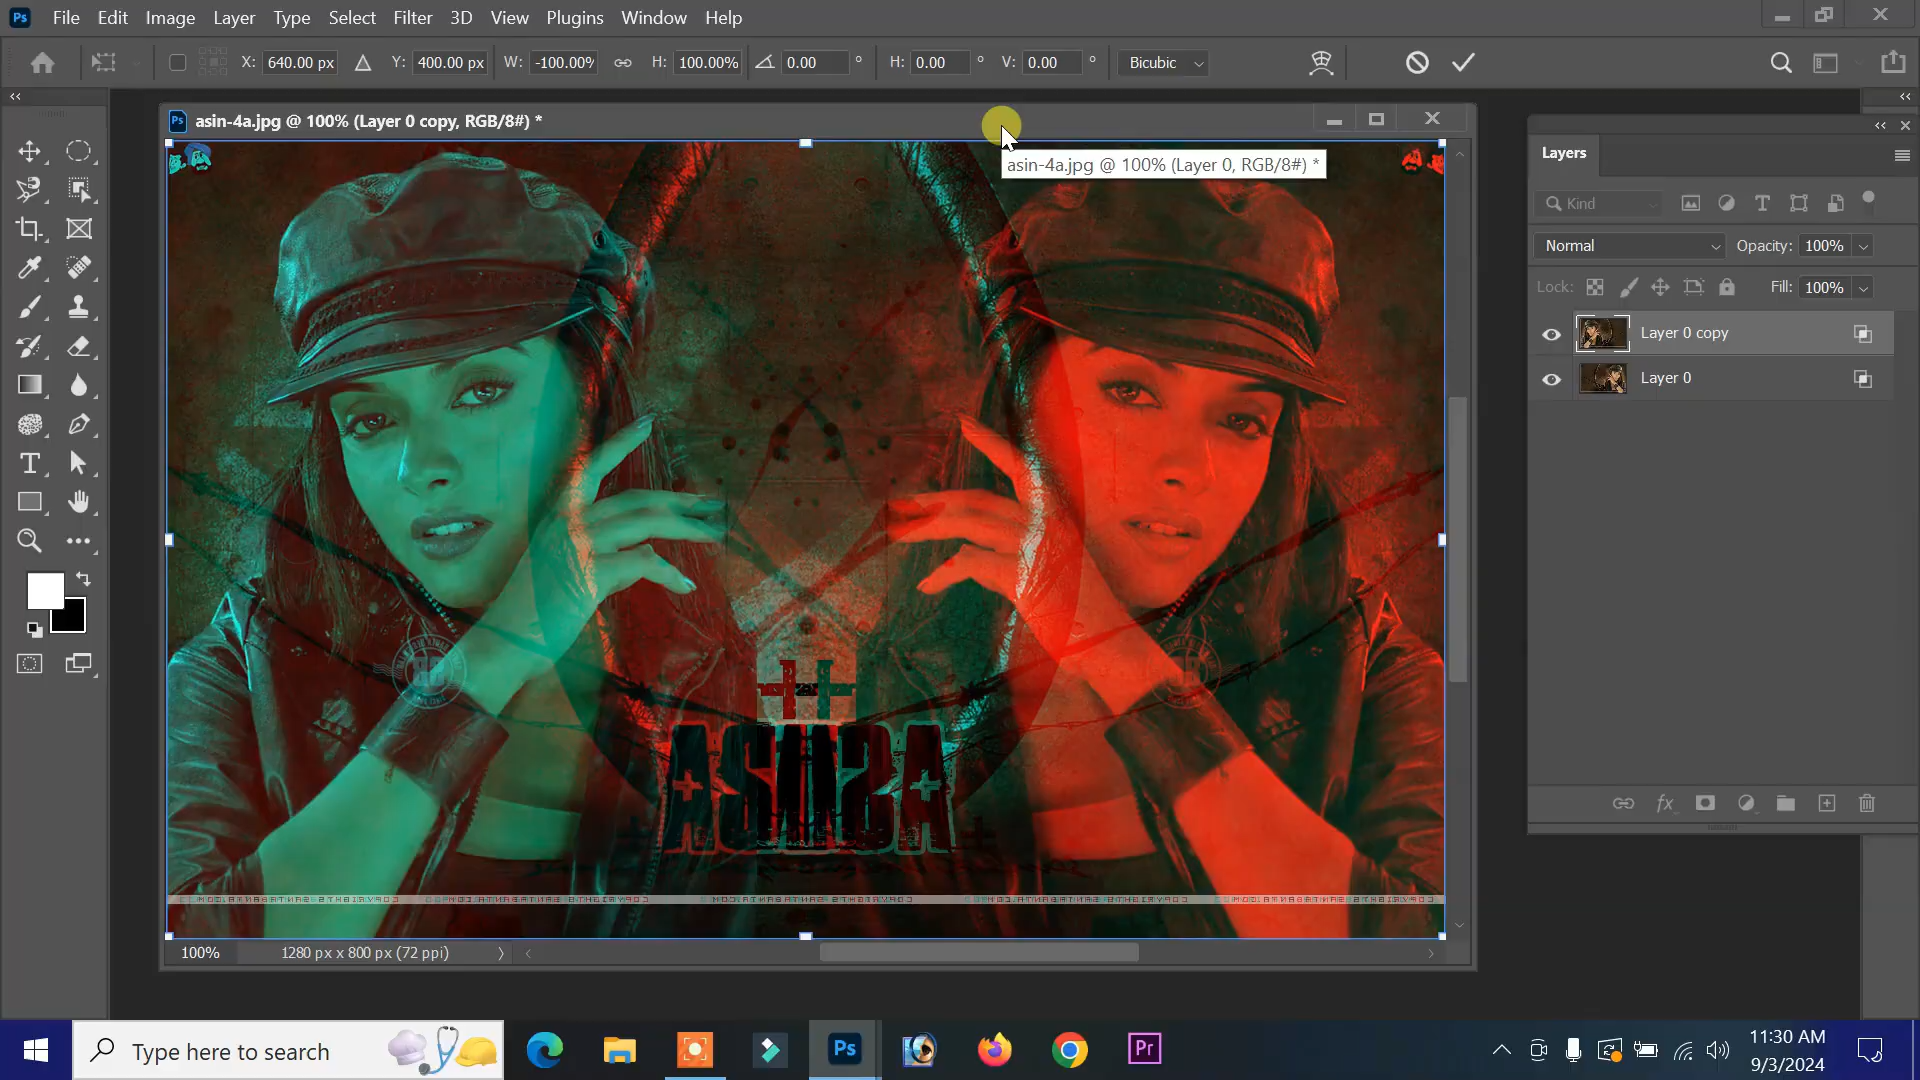 Ps File Edit Image Layer Type Select Filter 3D View Plugins Window Help
X: 640.00 px Y: 400.00 px W: -100.00% H: 100.00% 0.00 ° H: 0.00 ° V: 0.00 ° Bicubic
Ps asin-4a.jpg @ 100% (Layer 0 copy, RGB/8#) *
asin-4a.jpg @ 100% (Layer 0, RGB/8#) *
Layers
Kind
Normal Opacity: 100%
Lock: Fill: 100%
Layer 0 copy
Layer 0
fx
100% 1280 px x 800 px (72 ppi)
Type here to search
Ps
Pr
11:30 AM
9/3/2024